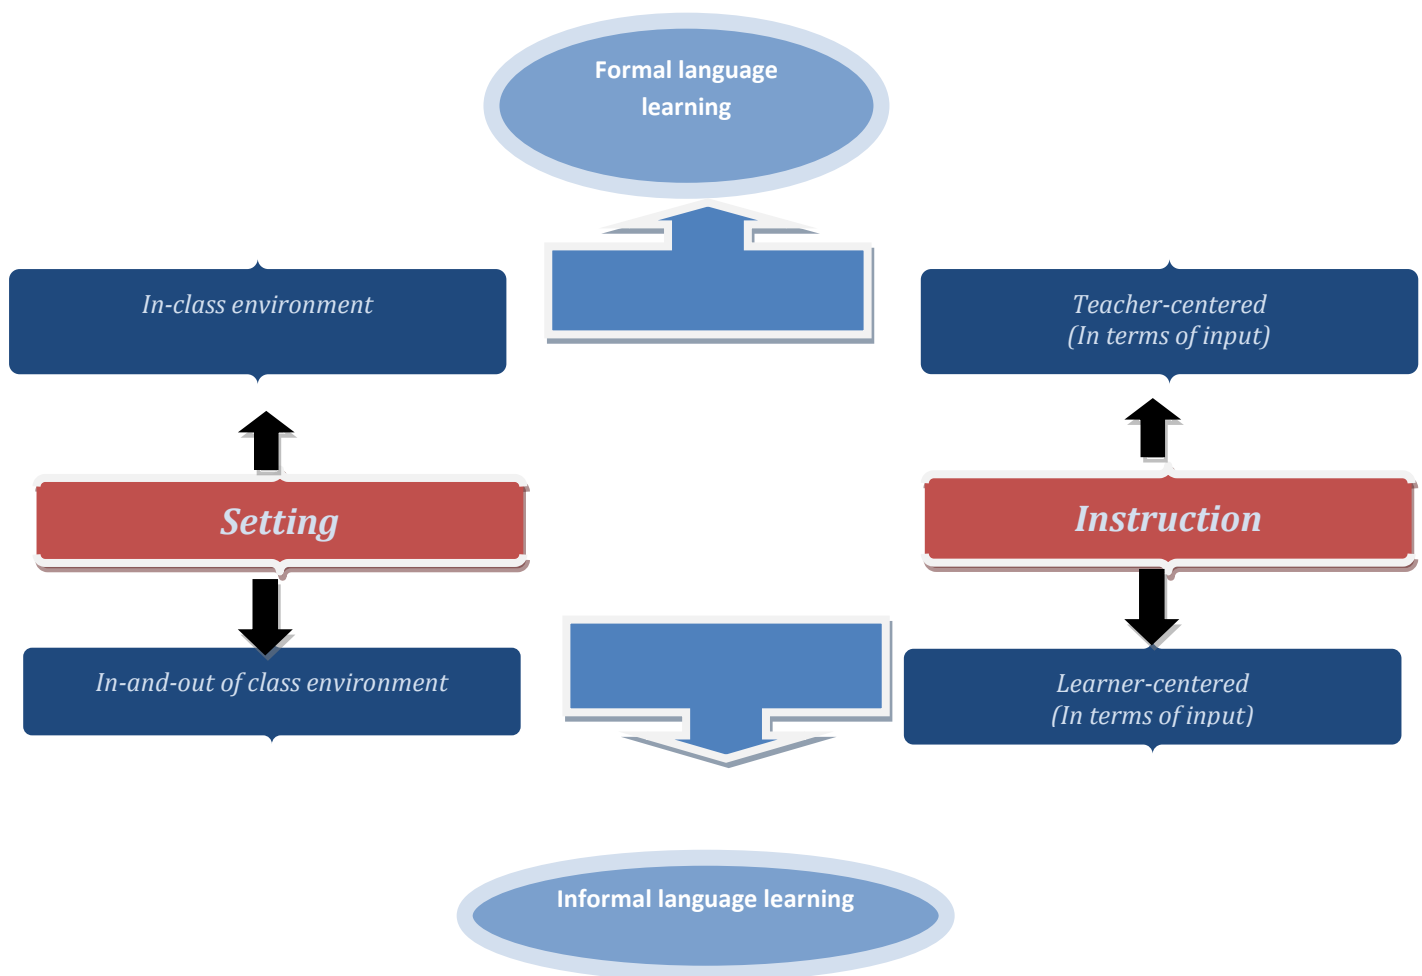 Formal language
learning
In-class environment
Teacher-centered
(In terms of input)
Setting
Instruction
In-and-out of class environment
Learner-centered
(In terms of input)
Informal language learning